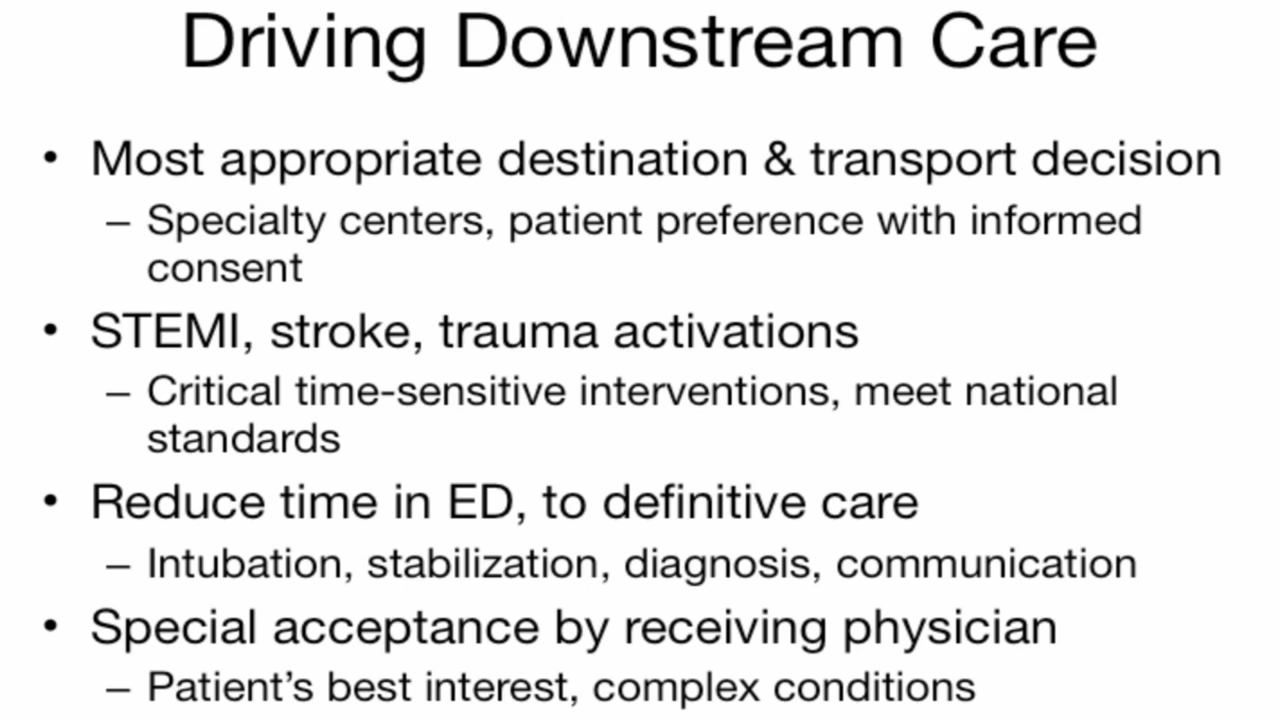 Driving Downstream Care
• Most appropriate destination & transport decision
– Specialty centers, patient preference with informed
consent
• STEMI, stroke, trauma activations
– Critical time-sensitive interventions, meet national
standards
• Reduce time in ED, to definitive care
– Intubation, stabilization, diagnosis, communication
• Special acceptance by receiving physician
– Patient’s best interest, complex conditions